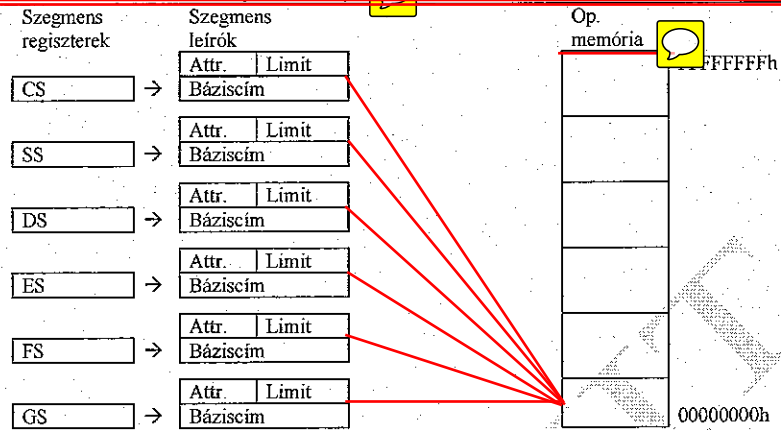 Szegmens
regiszterek
Szegmens
leírók
Op.
memória
Attr. Limit
CS → Báziscím
FFFFFFh
Attr. Limit
SS → Báziscím
Attr. Limit
DS → Báziscím
Attr. Limit
ES → Báziscím
Attr. Limit
FS → Báziscím
Attr. Limit
GS → Báziscím
00000000h